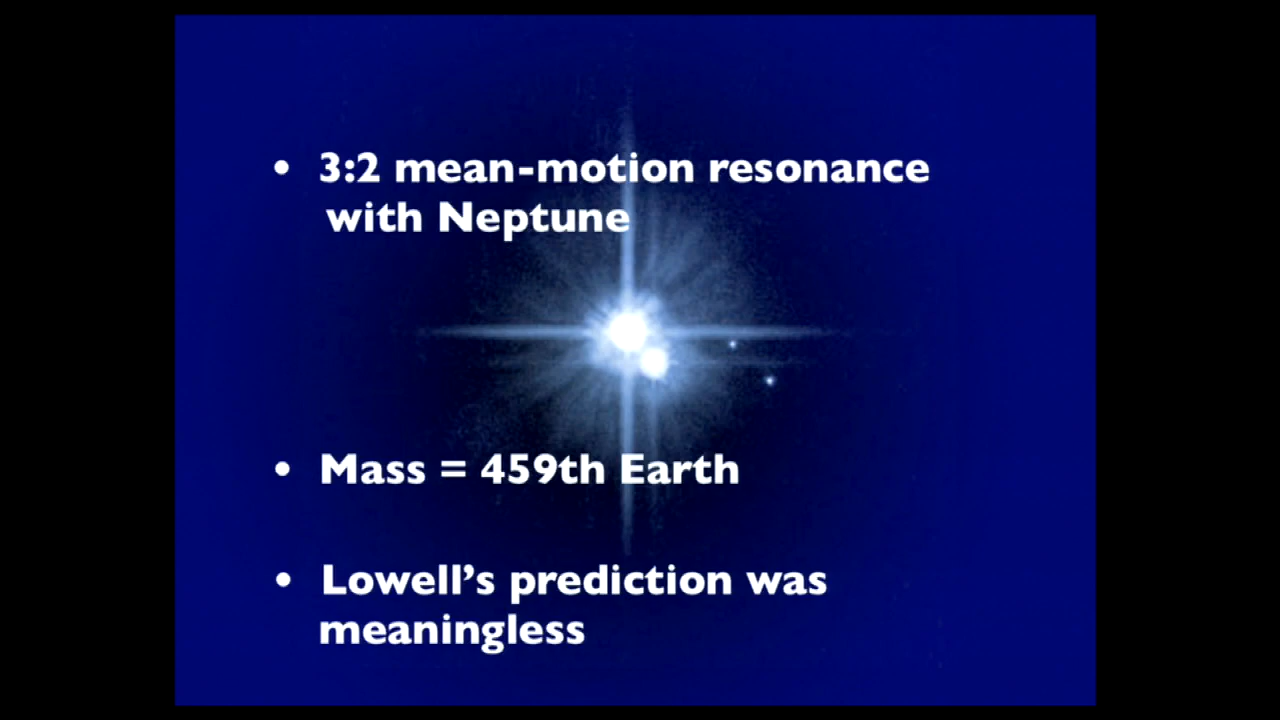 • 3:2 mean-motion resonance
with Neptune
• Mass = 459th Earth
• Lowell’s prediction was
meaningless